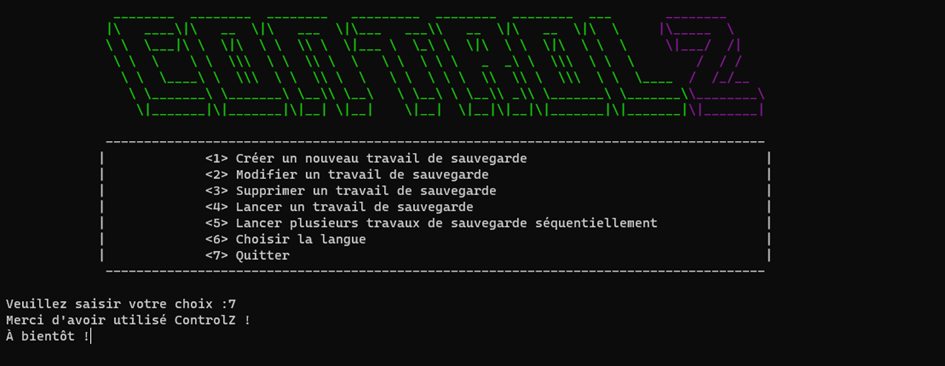 CONTROL Z
<1> Créer un nouveau travail de sauvegarde
<2> Modifier un travail de sauvegarde
<3> Supprimer un travail de sauvegarde
<4> Lancer un travail de sauvegarde
<5> Lancer plusieurs travaux de sauvegarde séquentiellement
<6> Choisir la langue
<7> Quitter
Veuillez saisir votre choix :7
Merci d'avoir utilisé ControlZ !
À bientôt !